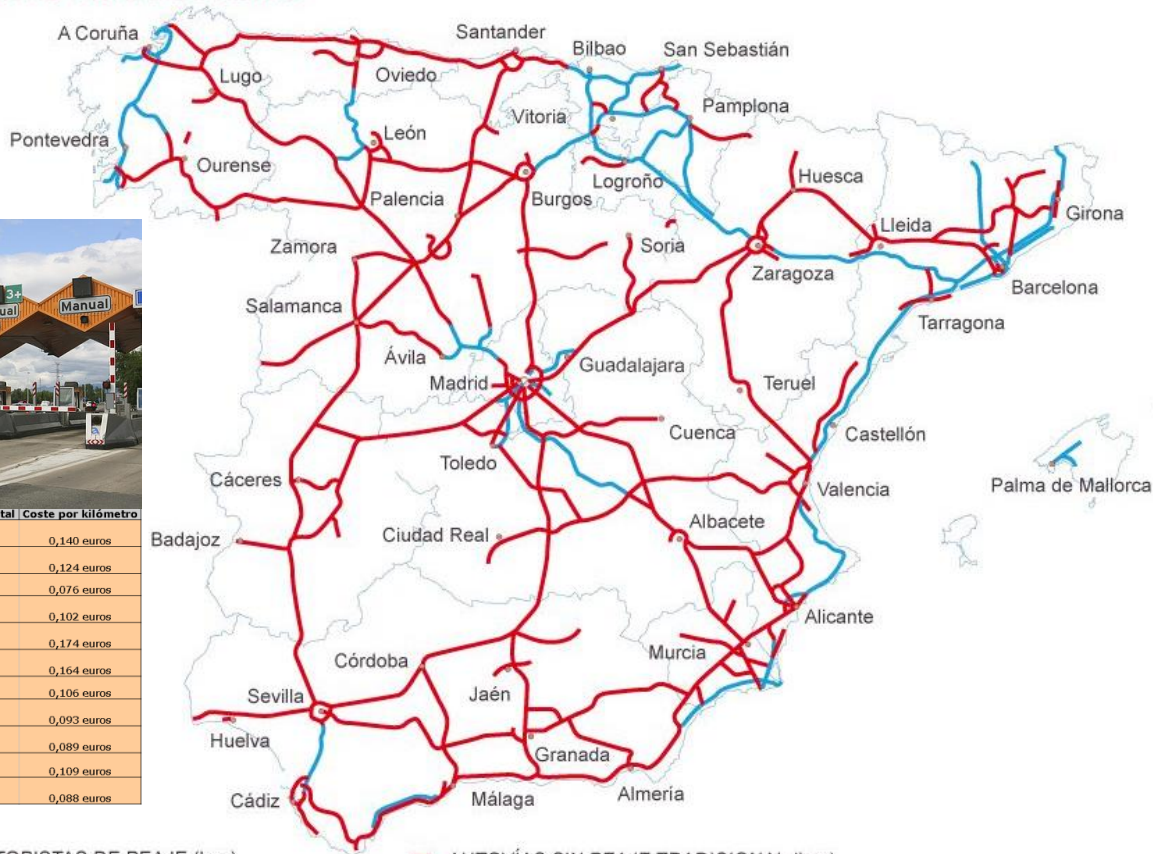 A Coruña
Santander
Bilbao
San Sebastián
Lugo
Oviedo
Vitoria
Pamplona
Pontevedra
León
Ourense
Logroño
Palencia
Burgos
Huesca
Girona
Zamora
Soria
Lleida
Zaragoza
Barcelona
Salamanca
Tarragona
Ávila
Guadalajara
Madrid
Teruel
Cuenca
Castellón
Toledo
Cáceres
Valencia
Palma de Mallorca
Badajoz
Ciudad Real
Albacete
Alicante
Córdoba
Murcia
Sevilla
Jaén
Huelva
Granada
Cádiz
Málaga
Almería
3+
Manual
Coste por kilómetro
0,140 euros
0,124 euros
0,076 euros
0,102 euros
0,174 euros
0,164 euros
0,106 euros
0,093 euros
0,089 euros
0,109 euros
0,088 euros